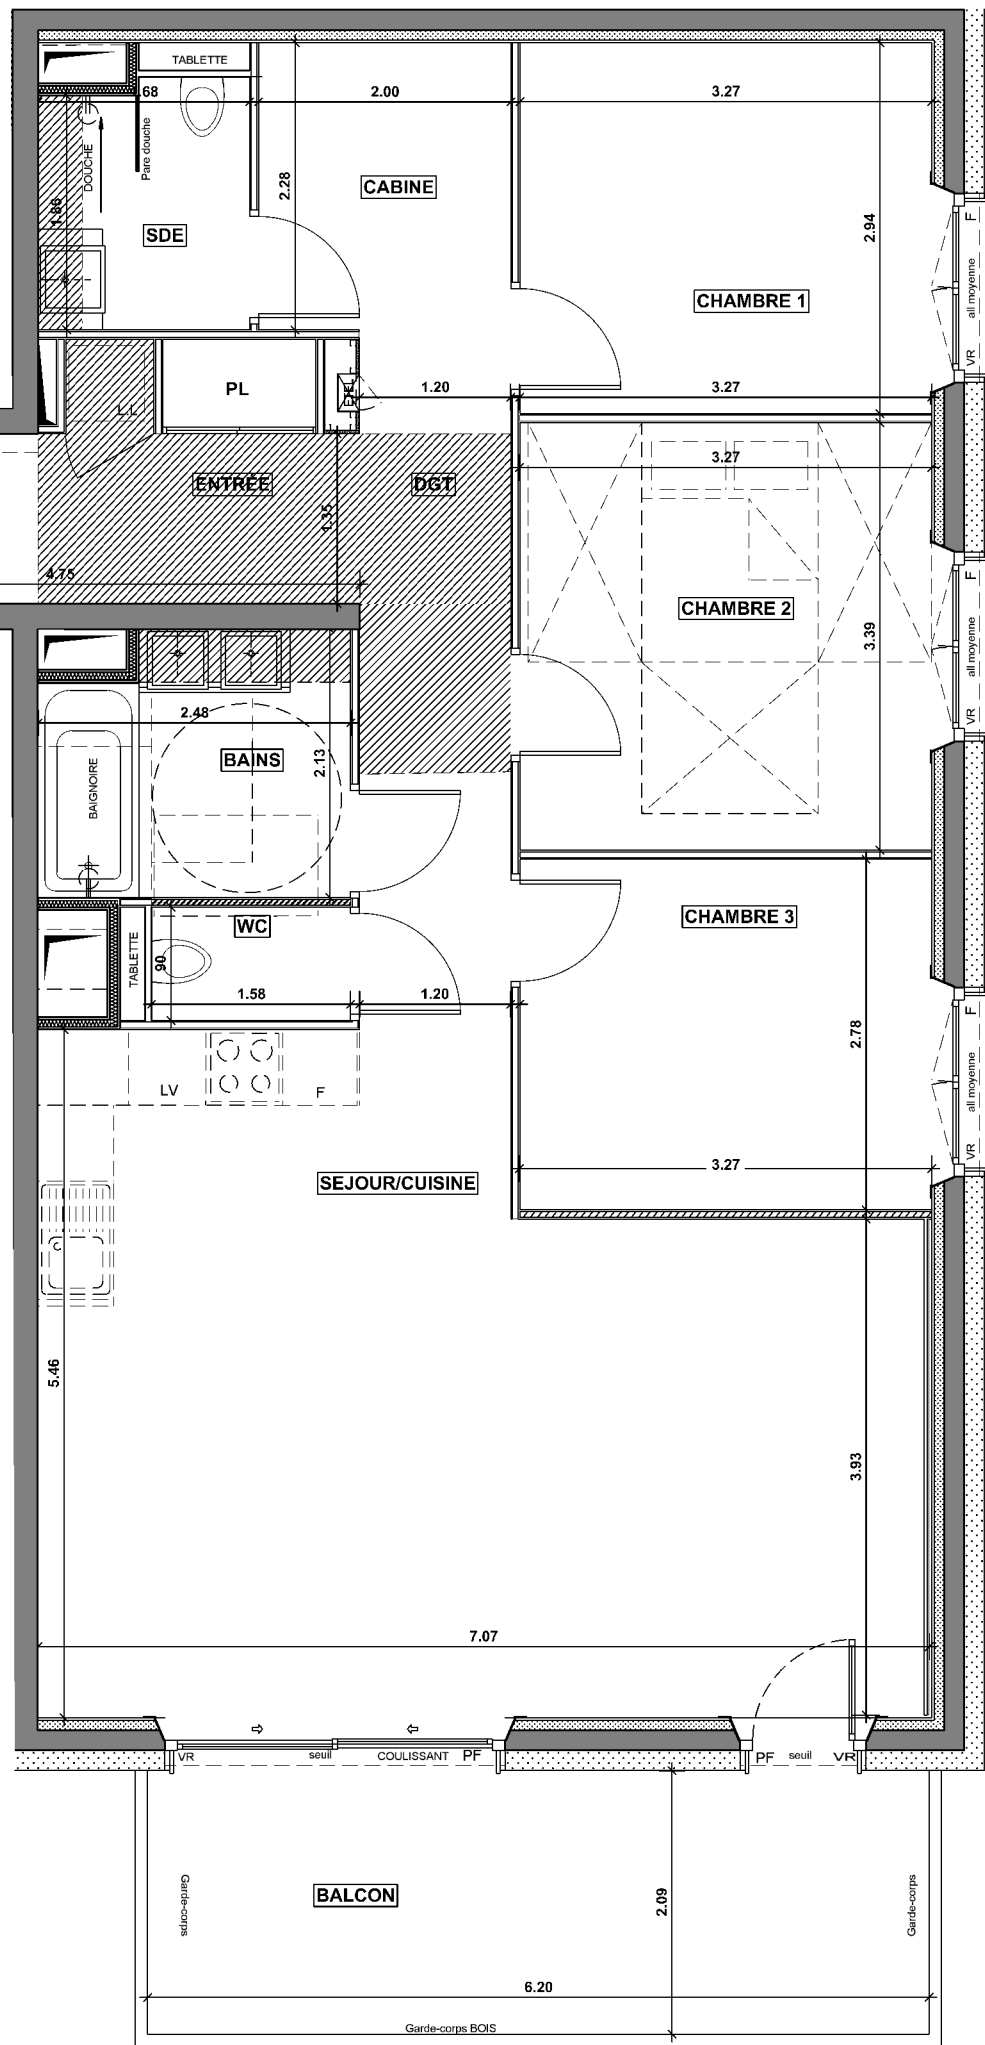 TABLETTE
.68
2.00
3.27
Pare douche
DOUCHE
1.86
2.28
CABINE
SDE
2.94
F
all moyenne
VR
CHAMBRE 1
PL
L.L
ETEL
1.20
3.27
ENTRÉE
DGT
3.27
1.35
4.75
F
all moyenne
VR
CHAMBRE 2
3.39
2.48
BAINS
2.13
BAIGNOIRE
WC
CHAMBRE 3
TABLETTE
90
1.58
1.20
2.78
F
all moyenne
VR
LV
F
3.27
SEJOUR/CUISINE
5.46
3.93
7.07
VR
seuil
COULISSANT
PF
PF
seuil
VR
Garde-corps
BALCON
2.09
Garde-corps
6.20
Garde-corps BOIS